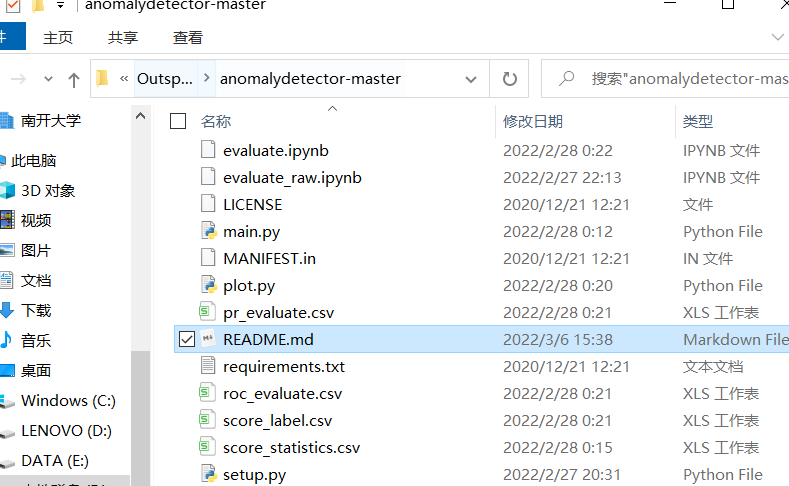 anomalydetector-master
主页 共享 查看
« Outsp... > anomalydetector-master 搜索"anomalydetector-mas
南开大学
此电脑
3D 对象
视频
图片
文档
下载
音乐
桌面
Windows (C:)
LENOVO (D:)
DATA (E:)
名称 修改日期 类型
evaluate.ipynb 2022/2/28 0:22 IPYNB 文件
evaluate_raw.ipynb 2022/2/27 22:13 IPYNB 文件
LICENSE 2020/12/21 12:21 文件
main.py 2022/2/28 0:12 Python File
MANIFEST.in 2020/12/21 12:21 IN 文件
plot.py 2022/2/28 0:20 Python File
pr_evaluate.csv 2022/2/28 0:21 XLS 工作表
README.md 2022/3/6 15:38 Markdown File
requirements.txt 2020/12/21 12:21 文本文档
roc_evaluate.csv 2022/2/28 0:21 XLS 工作表
score_label.csv 2022/2/28 0:21 XLS 工作表
score_statistics.csv 2022/2/28 0:15 XLS 工作表
setup.py 2022/2/27 20:31 Python File